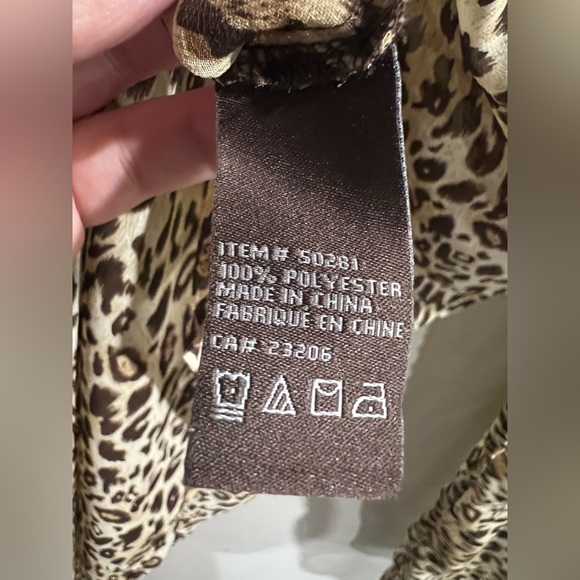 ITEM# 50281
100% POLYESTER
MADE IN CHINA
FABRIQUE EN CHINE
CA# 23206